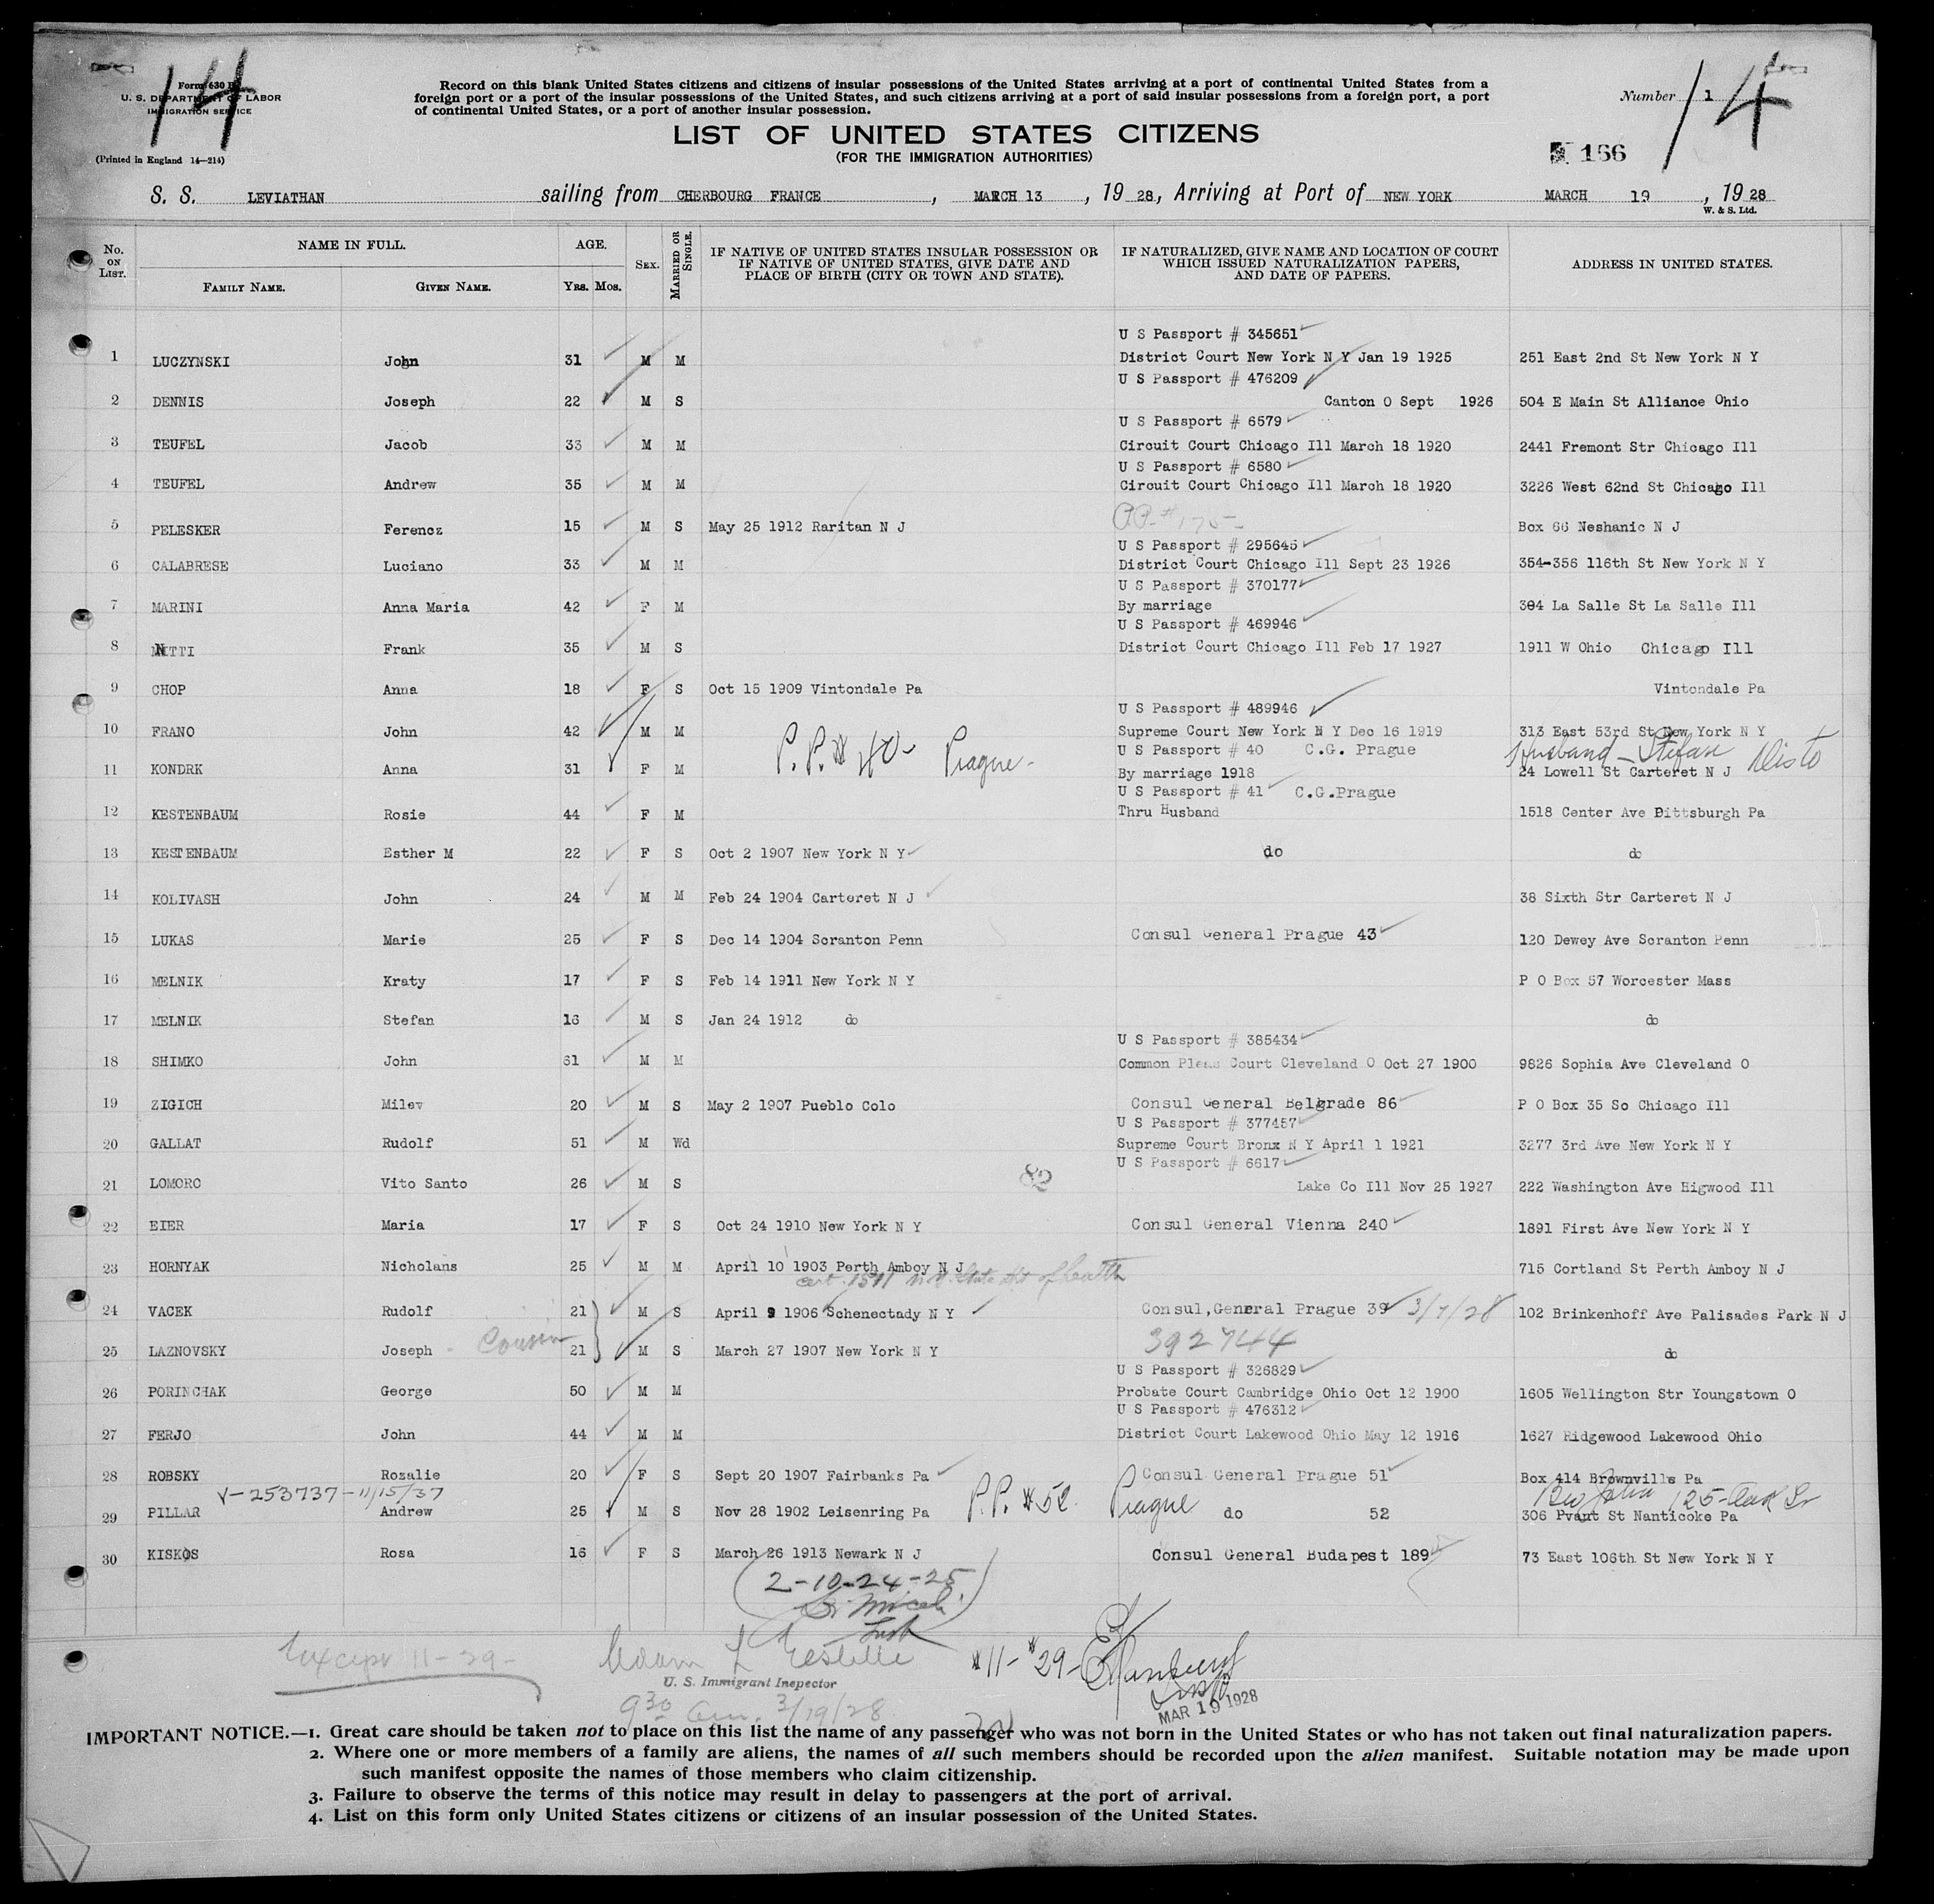 14
Form 630 B
U. S. DEPARTMENT OF LABOR
IMMIGRATION SERVICE
(Printed in England 14—214)
Record on this blank United States citizens and citizens of insular possessions of the United States arriving at a port of continental United States from a
foreign port or a port of the insular possessions of the United States, and such citizens arriving at a port of said insular possessions from a foreign port, a port
of continental United States, or a port of another insular possession.
Number 1
14
LIST OF UNITED STATES CITIZENS
(FOR THE IMMIGRATION AUTHORITIES)
166
S. S. LEVIATHAN sailing from CHERBOURG FRANCE , MARCH 13 , 19 28, Arriving at Port of NEW YORK MARCH 19 , 19 28
W. & S. Ltd.
No. ON LIST. NAME IN FULL. AGE. SEX. MARRIED OR SINGLE. IF NATIVE OF UNITED STATES INSULAR POSSESSION OR IF NATIVE OF UNITED STATES, GIVE DATE AND PLACE OF BIRTH (CITY OR TOWN AND STATE). IF NATURALIZED, GIVE NAME AND LOCATION OF COURT WHICH ISSUED NATURALIZATION PAPERS, AND DATE OF PAPERS. ADDRESS IN UNITED STATES.
FAMILY NAME. GIVEN NAME. YRS. MOS.
U S Passport # 345651
1 LUCZYNSKI John 31 M M District Court New York N Y Jan 19 1925 251 East 2nd St New York N Y
U S Passport # 476209
2 DENNIS Joseph 22 M S Canton O Sept 1926 504 E Main St Alliance Ohio
U S Passport # 6579
3 TEUFEL Jacob 33 M M Circuit Court Chicago Ill March 18 1920 2441 Fremont Str Chicago Ill
U S Passport # 6580
4 TEUFEL Andrew 35 M M Circuit Court Chicago Ill March 18 1920 3226 West 62nd St Chicago Ill
P.P. # 175-
5 PELESKER Ferencz 15 M S May 25 1912 Raritan N J Box 66 Neshanic N J
U S Passport # 295645
6 CALABRESE Luciano 33 M M District Court Chicago Ill Sept 23 1926 354-356 116th St New York N Y
U S Passport # 370177
7 MARINI Anna Maria 42 F M By marriage 304 La Salle St La Salle Ill
U S Passport # 469946
8 NITTI Frank 35 M S District Court Chicago Ill Feb 17 1927 1911 W Ohio Chicago Ill
9 CHOP Anna 18 F S Oct 15 1909 Vintondale Pa Vintondale Pa
U S Passport # 489946
10 FRANO John 42 M M Supreme Court New York N Y Dec 16 1919 313 East 53rd St New York N Y
P.P. # 40- Prague- U S Passport # 40 C.G. Prague Husband - Stefan
11 KONDRK Anna 31 F M By marriage 1918 24 Lowell St Carteret N J
U S Passport # 41 C.G.Prague
12 KESTENBAUM Rosie 44 F M Thru Husband 1518 Center Ave Pittsburgh Pa
13 KESTENBAUM Esther M 22 F S Oct 2 1907 New York N Y do do
14 KOLIVASH John 24 M M Feb 24 1904 Carteret N J 38 Sixth Str Carteret N J
15 LUKAS Marie 25 F S Dec 14 1904 Scranton Penn Consul General Prague 43 120 Dewey Ave Scranton Penn
16 MELNIK Kraty 17 F S Feb 14 1911 New York N Y P O Box 57 Worcester Mass
17 MELNIK Stefan 16 M S Jan 24 1912 do do
U S Passport # 385434
18 SHIMKO John 61 M M Common Pleas Court Cleveland O Oct 27 1900 9826 Sophia Ave Cleveland O
19 ZIGICH Milev 20 M S May 2 1907 Pueblo Colo Consul General Belgrade 86 P O Box 35 So Chicago Ill
U S Passport # 377457
20 GALLAT Rudolf 51 M Wd Supreme Court Bronx N Y April 1 1921 3277 3rd Ave New York N Y
82 U S Passport # 6617
21 LOMORO Vito Santo 26 M S Lake Co Ill Nov 25 1927 222 Washington Ave Higwood Ill
22 EIER Maria 17 F S Oct 24 1910 New York N Y Consul General Vienna 240 1891 First Ave New York N Y
23 HORNYAK Nicholans 25 M M April 10 1903 Perth Amboy N J 715 Cortland St Perth Amboy N J
cert. 1511 N.Y. State Dpt of health
24 VACEK Rudolf 21 M S April 9 1906 Schenectady N Y Consul,General Prague 39 3/7/28 102 Brinkenhoff Ave Palisades Park N J
25 LAZNOVSKY Joseph - Cousin 21 M S March 27 1907 New York N Y 392744 do
U S Passport # 326829
26 PORINCHAK George 50 M M Probate Court Cambridge Ohio Oct 12 1900 1605 Wellington Str Youngstown O
U S Passport # 476312
27 FERJO John 44 M M District Court Lakewood Ohio May 12 1916 1627 Ridgewood Lakewood Ohio
28 ROBSKY Rozalie 20 F S Sept 20 1907 Fairbanks Pa Consul General Prague 51 Box 414 Brownville Pa
V-253737-11/15/37 P.P. #52. Prague Bro John 125-Oak St
29 PILLAR Andrew 25 M S Nov 28 1902 Leisenring Pa do 52 306 Pvant St Nanticoke Pa
30 KISKOS Rosa 16 F S March 26 1913 Newark N J Consul General Budapest 189 73 East 106th St New York N Y
(2-10-24-25)
Except 11-29-
Adam L Estelle
#11-#29-
U. S. Immigrant Inspector
9 30 am. 3/19/28
MAR 19 1928
IMPORTANT NOTICE.—1. Great care should be taken not to place on this list the name of any passenger who was not born in the United States or who has not taken out final naturalization papers.
2. Where one or more members of a family are aliens, the names of all such members should be recorded upon the alien manifest. Suitable notation may be made upon
such manifest opposite the names of those members who claim citizenship.
3. Failure to observe the terms of this notice may result in delay to passengers at the port of arrival.
4. List on this form only United States citizens or citizens of an insular possession of the United States.